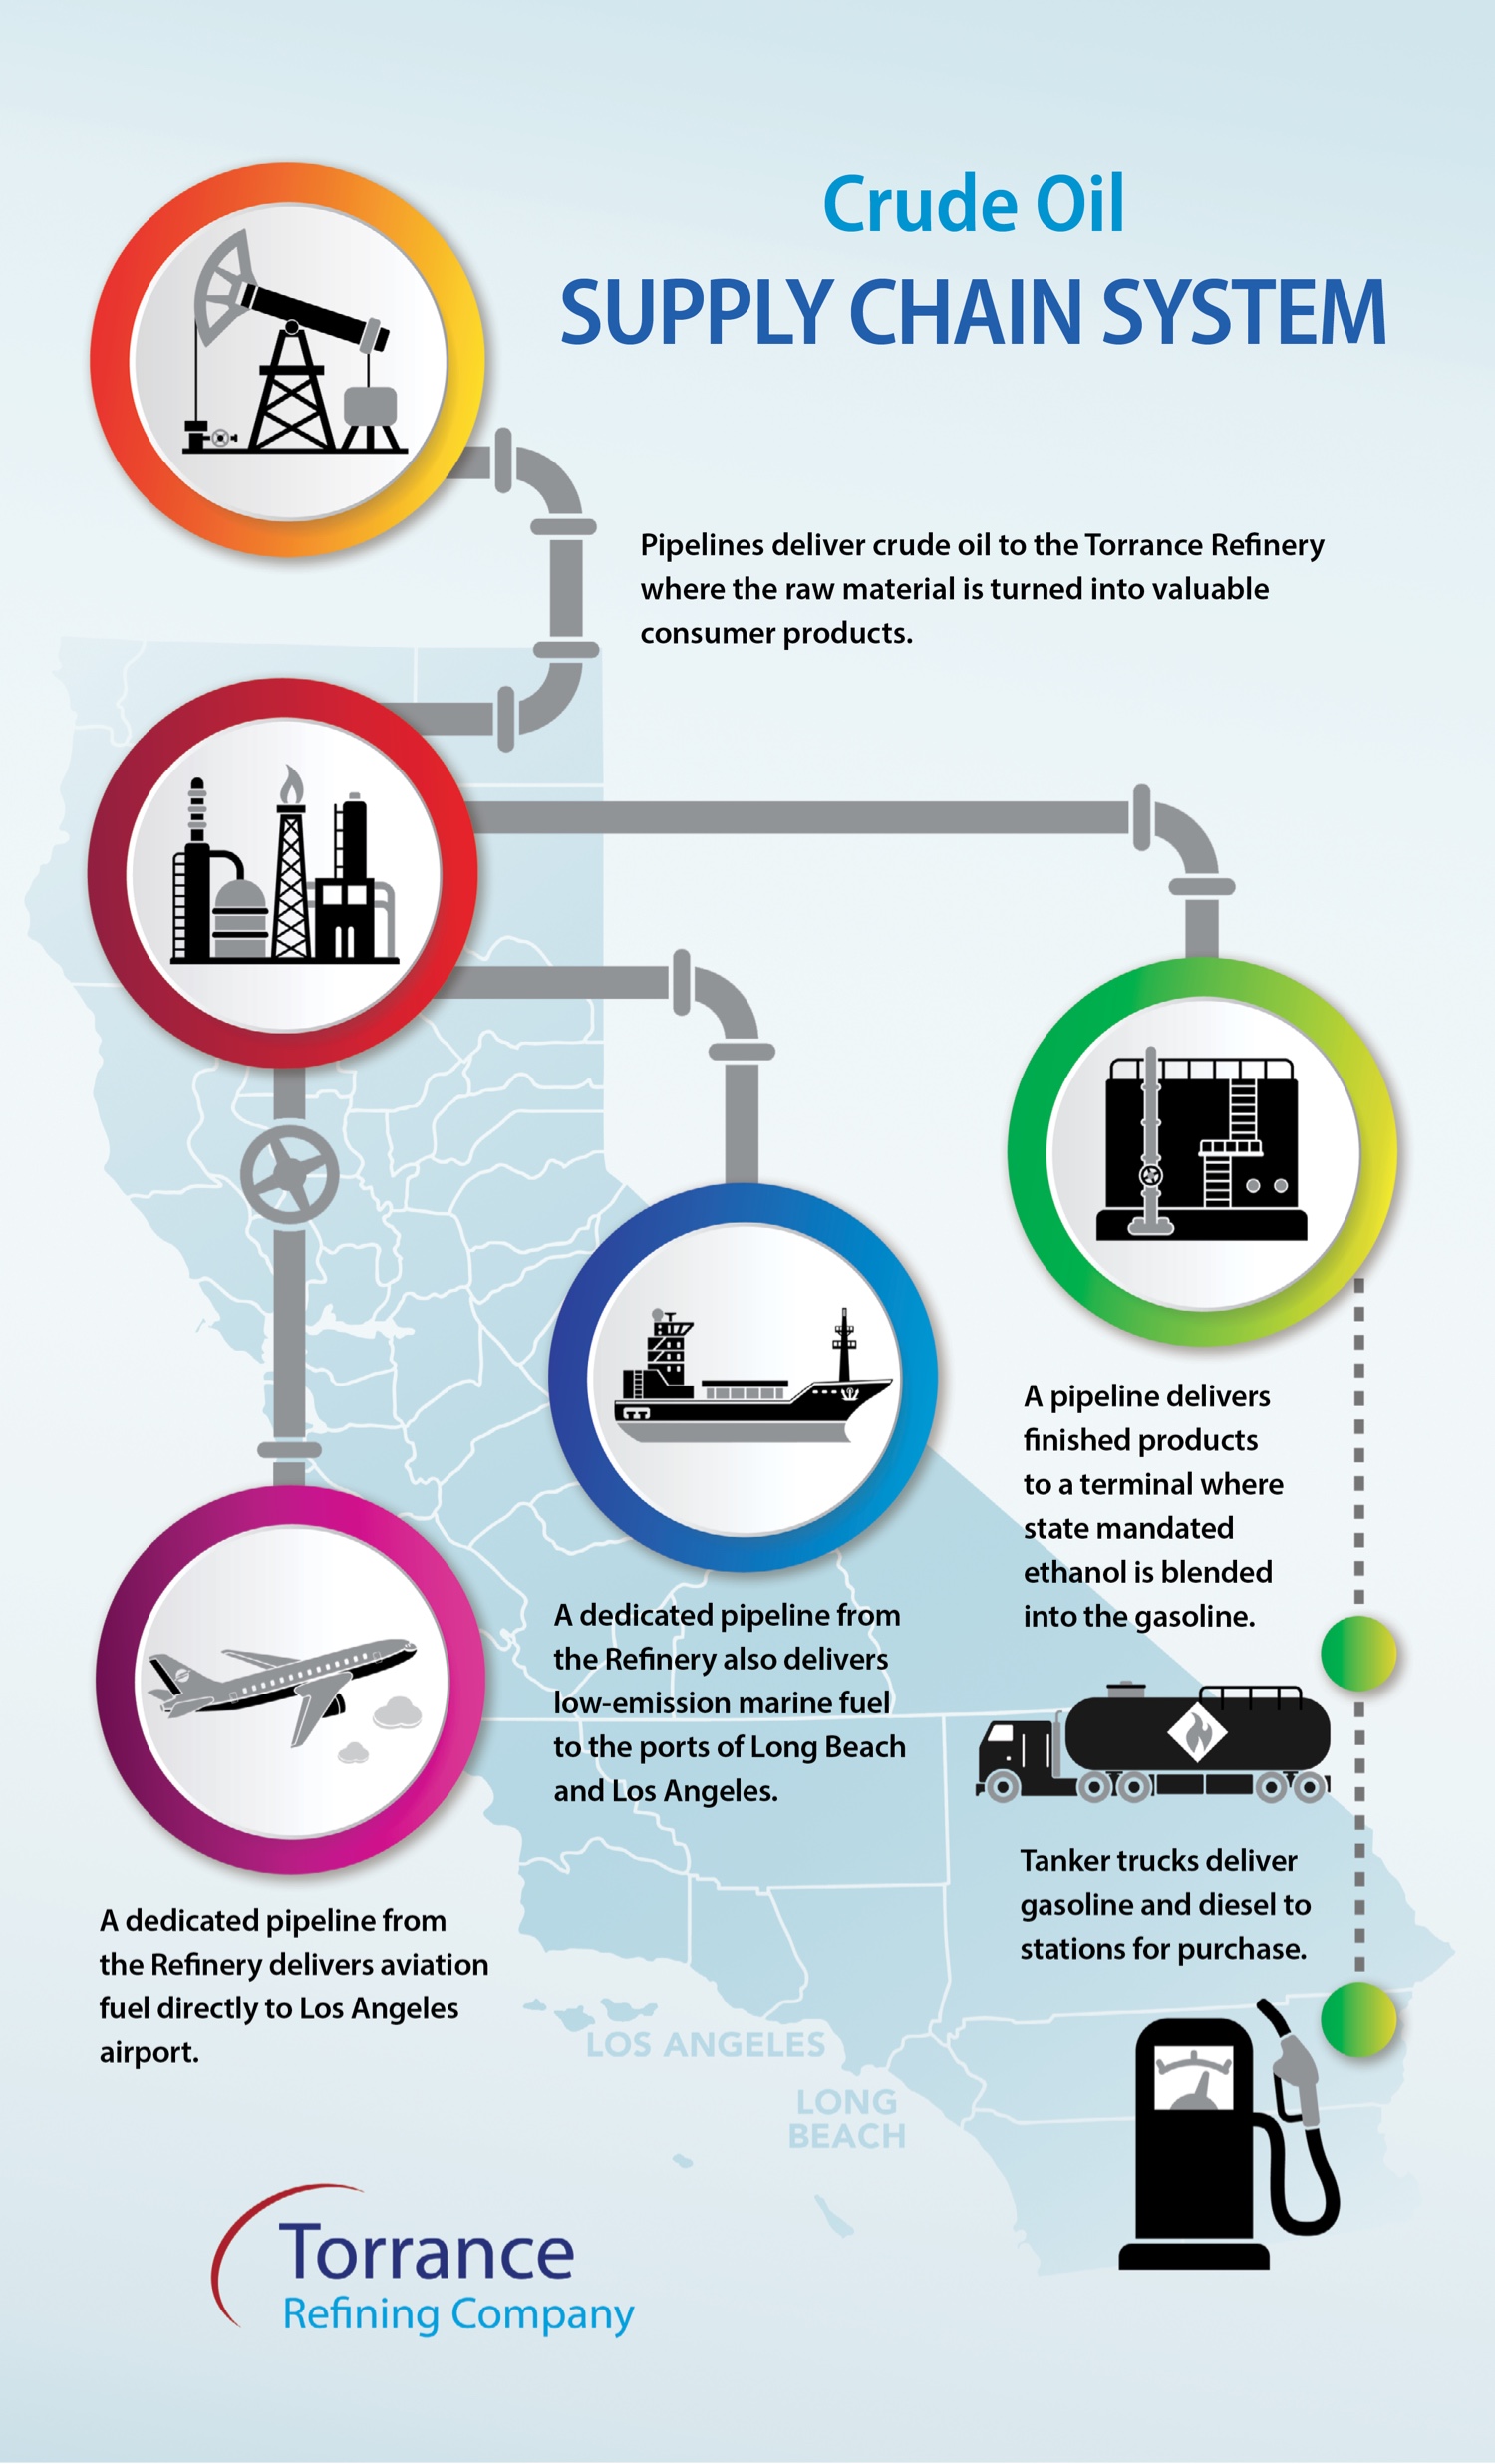 Crude Oil
SUPPLY CHAIN SYSTEM
Pipelines deliver crude oil to the Torrance Refinery
where the raw material is turned into valuable
consumer products.
A pipeline delivers
finished products
to a terminal where
state mandated
ethanol is blended
into the gasoline.
A dedicated pipeline from
the Refinery also delivers
low-emission marine fuel
to the ports of Long Beach
and Los Angeles.
Tanker trucks deliver
gasoline and diesel to
stations for purchase.
A dedicated pipeline from
the Refinery delivers aviation
fuel directly to Los Angeles
airport.
LOS ANGELES
LONG
BEACH
Torrance
Refining Company